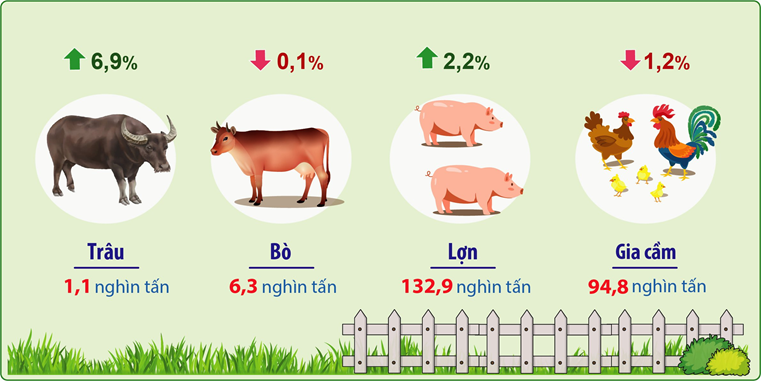 6,9%
0,1%
2,2%
1,2%
Trâu
Bò
Lợn
Gia cầm
1,1 nghìn tấn
6,3 nghìn tấn
132,9 nghìn tấn
94,8 nghìn tấn